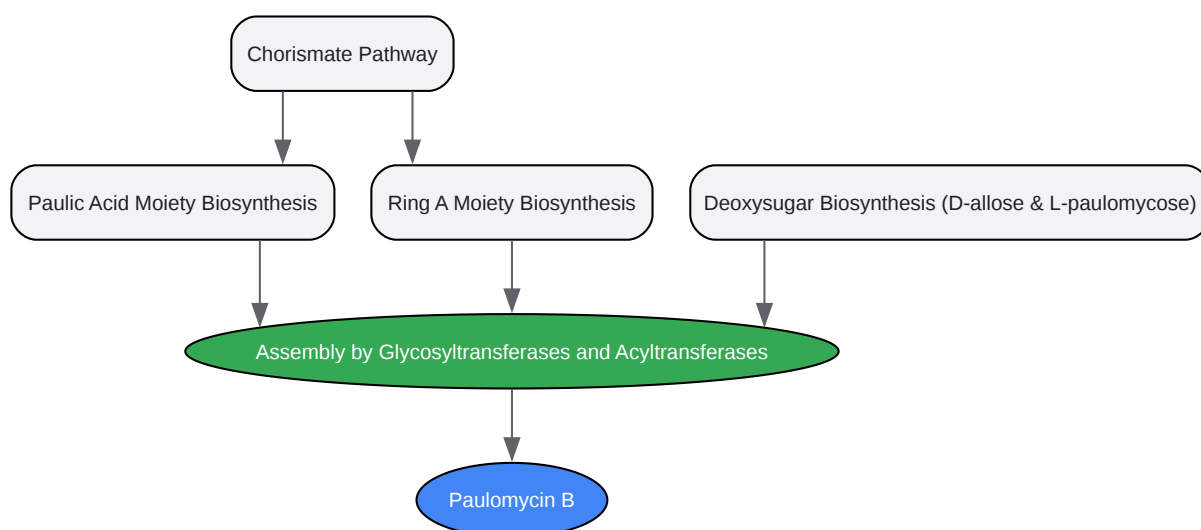 Chorismate Pathway
Paulic Acid Moiety Biosynthesis
Ring A Moiety Biosynthesis
Deoxysugar Biosynthesis (D-allose & L-paulomycose)
Assembly by Glycosyltransferases and Acyltransferases
Paulomycin B